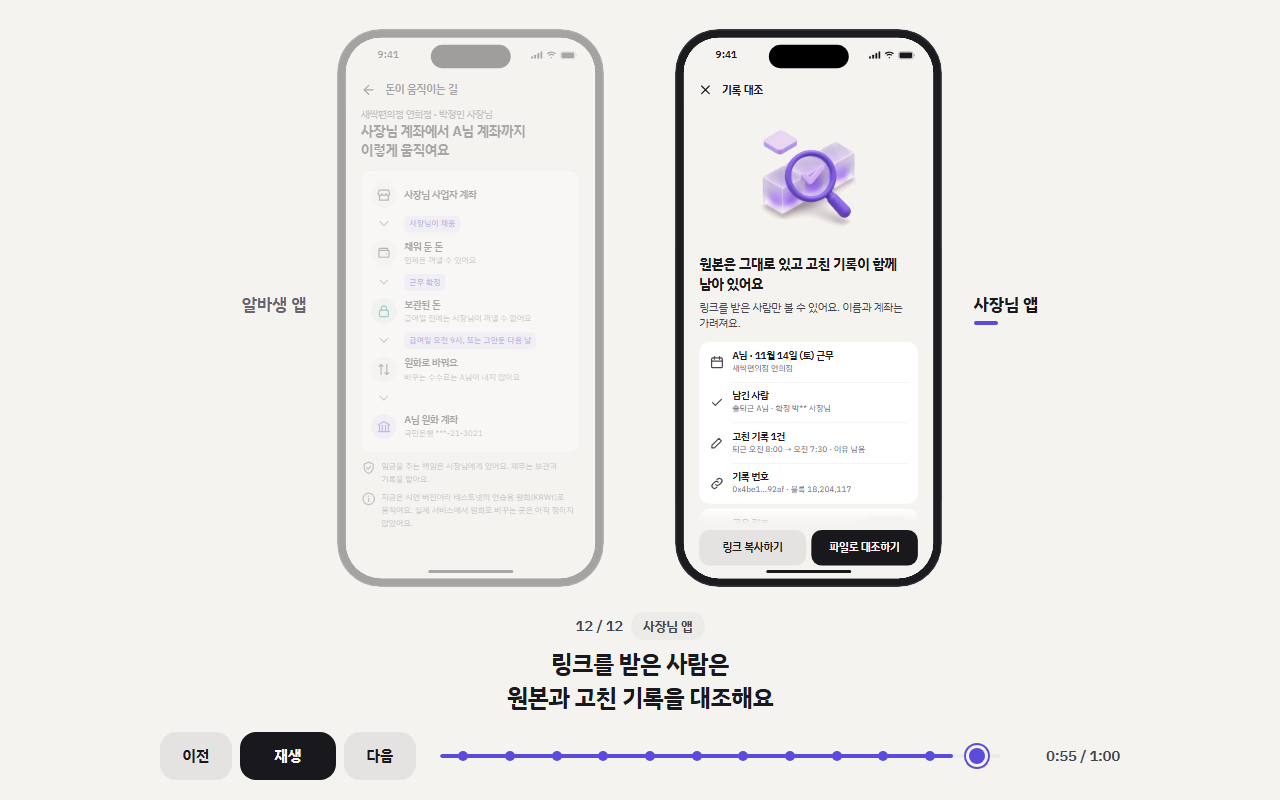 9:41
돈이 움직이는 길
새싹편의점 연희점 · 박정민 사장님
사장님 계좌에서 A님 계좌까지
이렇게 움직여요
사장님 사업자 계좌
사장님이 채움
채워 둔 돈
언제든 꺼낼 수 있어요
근무 확정
보관된 돈
급여일 전에는 사장님이 꺼낼 수 없어요
급여일 오전 9시, 또는 그만둔 다음 날
원화로 바꿔요
바꾸는 수수료는 A님이 내지 않아요
A님 원화 계좌
국민은행 ***-21-3021
임금을 주는 책임은 사장님에게 있어요. 채우는 보관과
기록을 맡아요.
지금은 시연 버전이라 테스트넷의 연습용 원화(KRWt)로
움직여요. 실제 서비스에서 원화로 바꾸는 곳은 아직 정하지
않았어요.
알바생 앱
9:41
기록 대조
원본은 그대로 있고 고친 기록이 함께
남아 있어요
링크를 받은 사람만 볼 수 있어요. 이름과 계좌는
가려져요.
A님 · 11월 14일 (토) 근무
새싹편의점 연희점
남긴 사람
출퇴근 A님 · 확정 박** 사장님
고친 기록 1건
퇴근 오전 8:00 → 오전 7:30 · 이유 남음
기록 번호
0x4be1...92af · 블록 18,204,117
링크 복사하기
파일로 대조하기
사장님 앱
12 / 12
사장님 앱
링크를 받은 사람은
원본과 고친 기록을 대조해요
이전
재생
다음
0:55 / 1:00